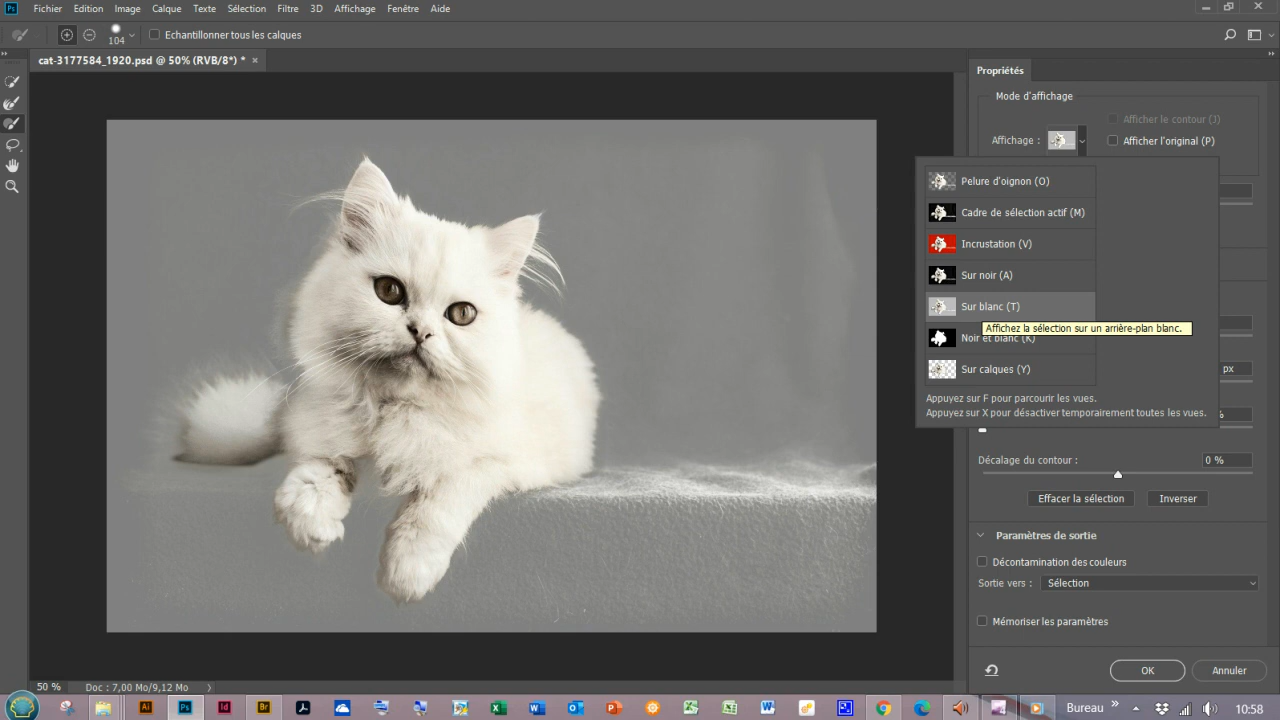 Fichier Edition Image Calque Texte Sélection Filtre 3D Affichage Fenêtre Aide
104 Echantillonner tous les calques
cat-3177584_1920.psd @ 50% (RVB/8*) *
Propriétés
Mode d'affichage
Afficher le contour (J)
Affichage : Afficher l'original (P)
Pelure d'oignon (O)
Cadre de sélection actif (M)
Incrustation (V)
Sur noir (A)
Sur blanc (T)
Affichez la sélection sur un arrière-plan blanc.
Noir et blanc (K)
Sur calques (Y)
px
Appuyez sur F pour parcourir les vues.
Appuyez sur X pour désactiver temporairement toutes les vues.
%
Décalage du contour : 0 %
Effacer la sélection Inverser
Paramètres de sortie
Décontamination des couleurs
Sortie vers : Sélection
Mémoriser les paramètres
OK Annuler
50 % Doc : 7,00 Mo/9,12 Mo
Bureau 10:58